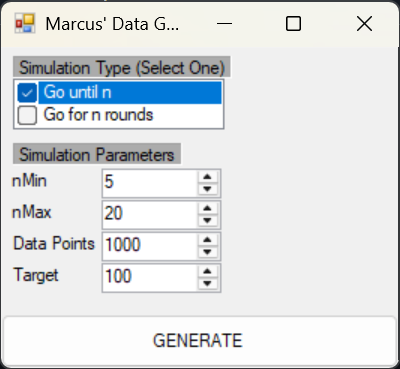 Marcus' Data G...
Simulation Type (Select One)
Go until n
Go for n rounds
Simulation Parameters
nMin 5
nMax 20
Data Points 1000
Target 100
GENERATE